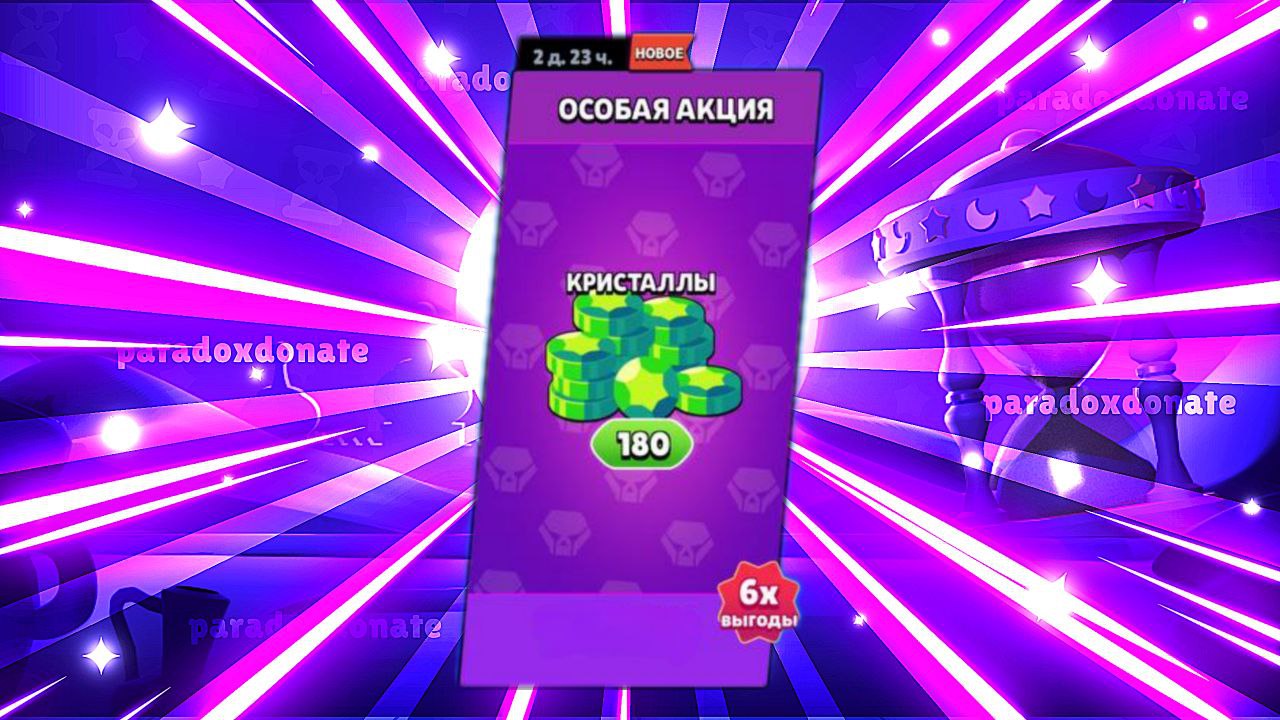 2 д. 23 ч.
НОВОЕ
ОСОБАЯ АКЦИЯ
paradoxdonate
КРИСТАЛЛЫ
paradoxdonate
paradoxdonate
180
6x
ВЫГОДЫ
paradoxdonate